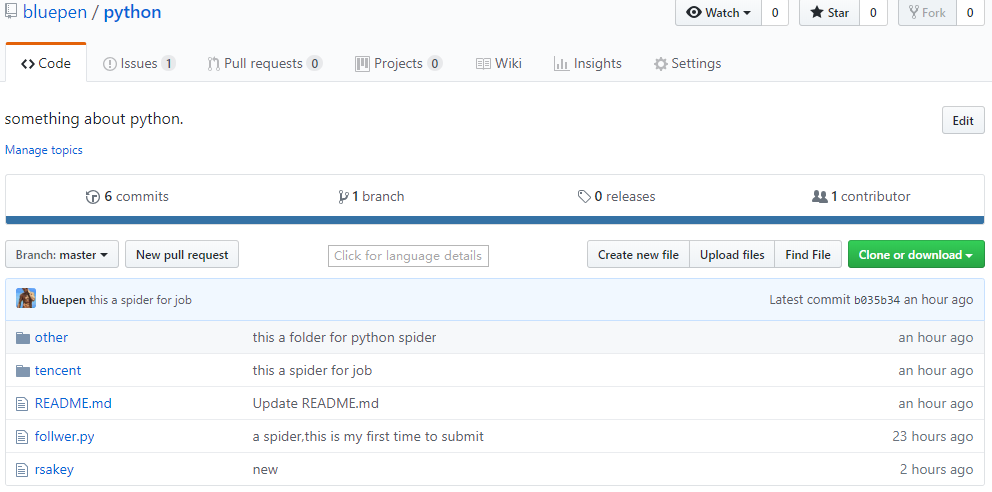 bluepen / python Watch 0 Star 0 Fork 0
Code Issues 1 Pull requests 0 Projects 0 Wiki Insights Settings
something about python. Edit
Manage topics
6 commits 1 branch 0 releases 1 contributor
Branch: master New pull request Click for language details Create new file Upload files Find File Clone or download
bluepen this a spider for job Latest commit b035b34 an hour ago
other this a folder for python spider an hour ago
tencent this a spider for job an hour ago
README.md Update README.md an hour ago
follwer.py a spider,this is my first time to submit 23 hours ago
rsakey new 2 hours ago